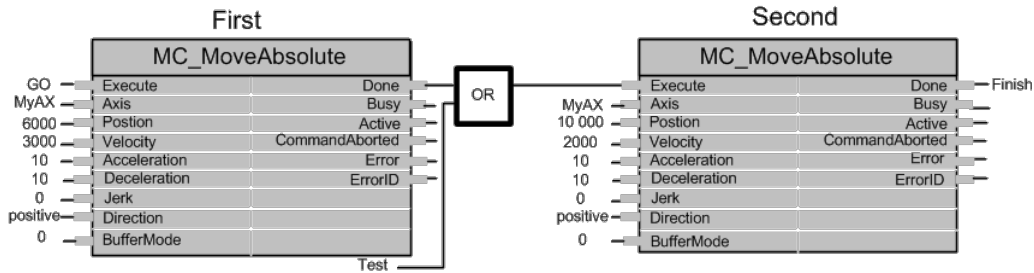 First
Second
MC_MoveAbsolute
MC_MoveAbsolute
GO
Execute
Done
OR
Execute
Done
Finish
MyAX
Axis
Busy
MyAX
Axis
Busy
6000
Postion
Active
10 000
Postion
Active
3000
Velocity
CommandAborted
2000
Velocity
CommandAborted
10
Acceleration
Error
10
Acceleration
Error
10
Deceleration
ErrorID
10
Deceleration
ErrorID
0
Jerk
0
Jerk
positive
Direction
positive
Direction
0
BufferMode
0
BufferMode
Test